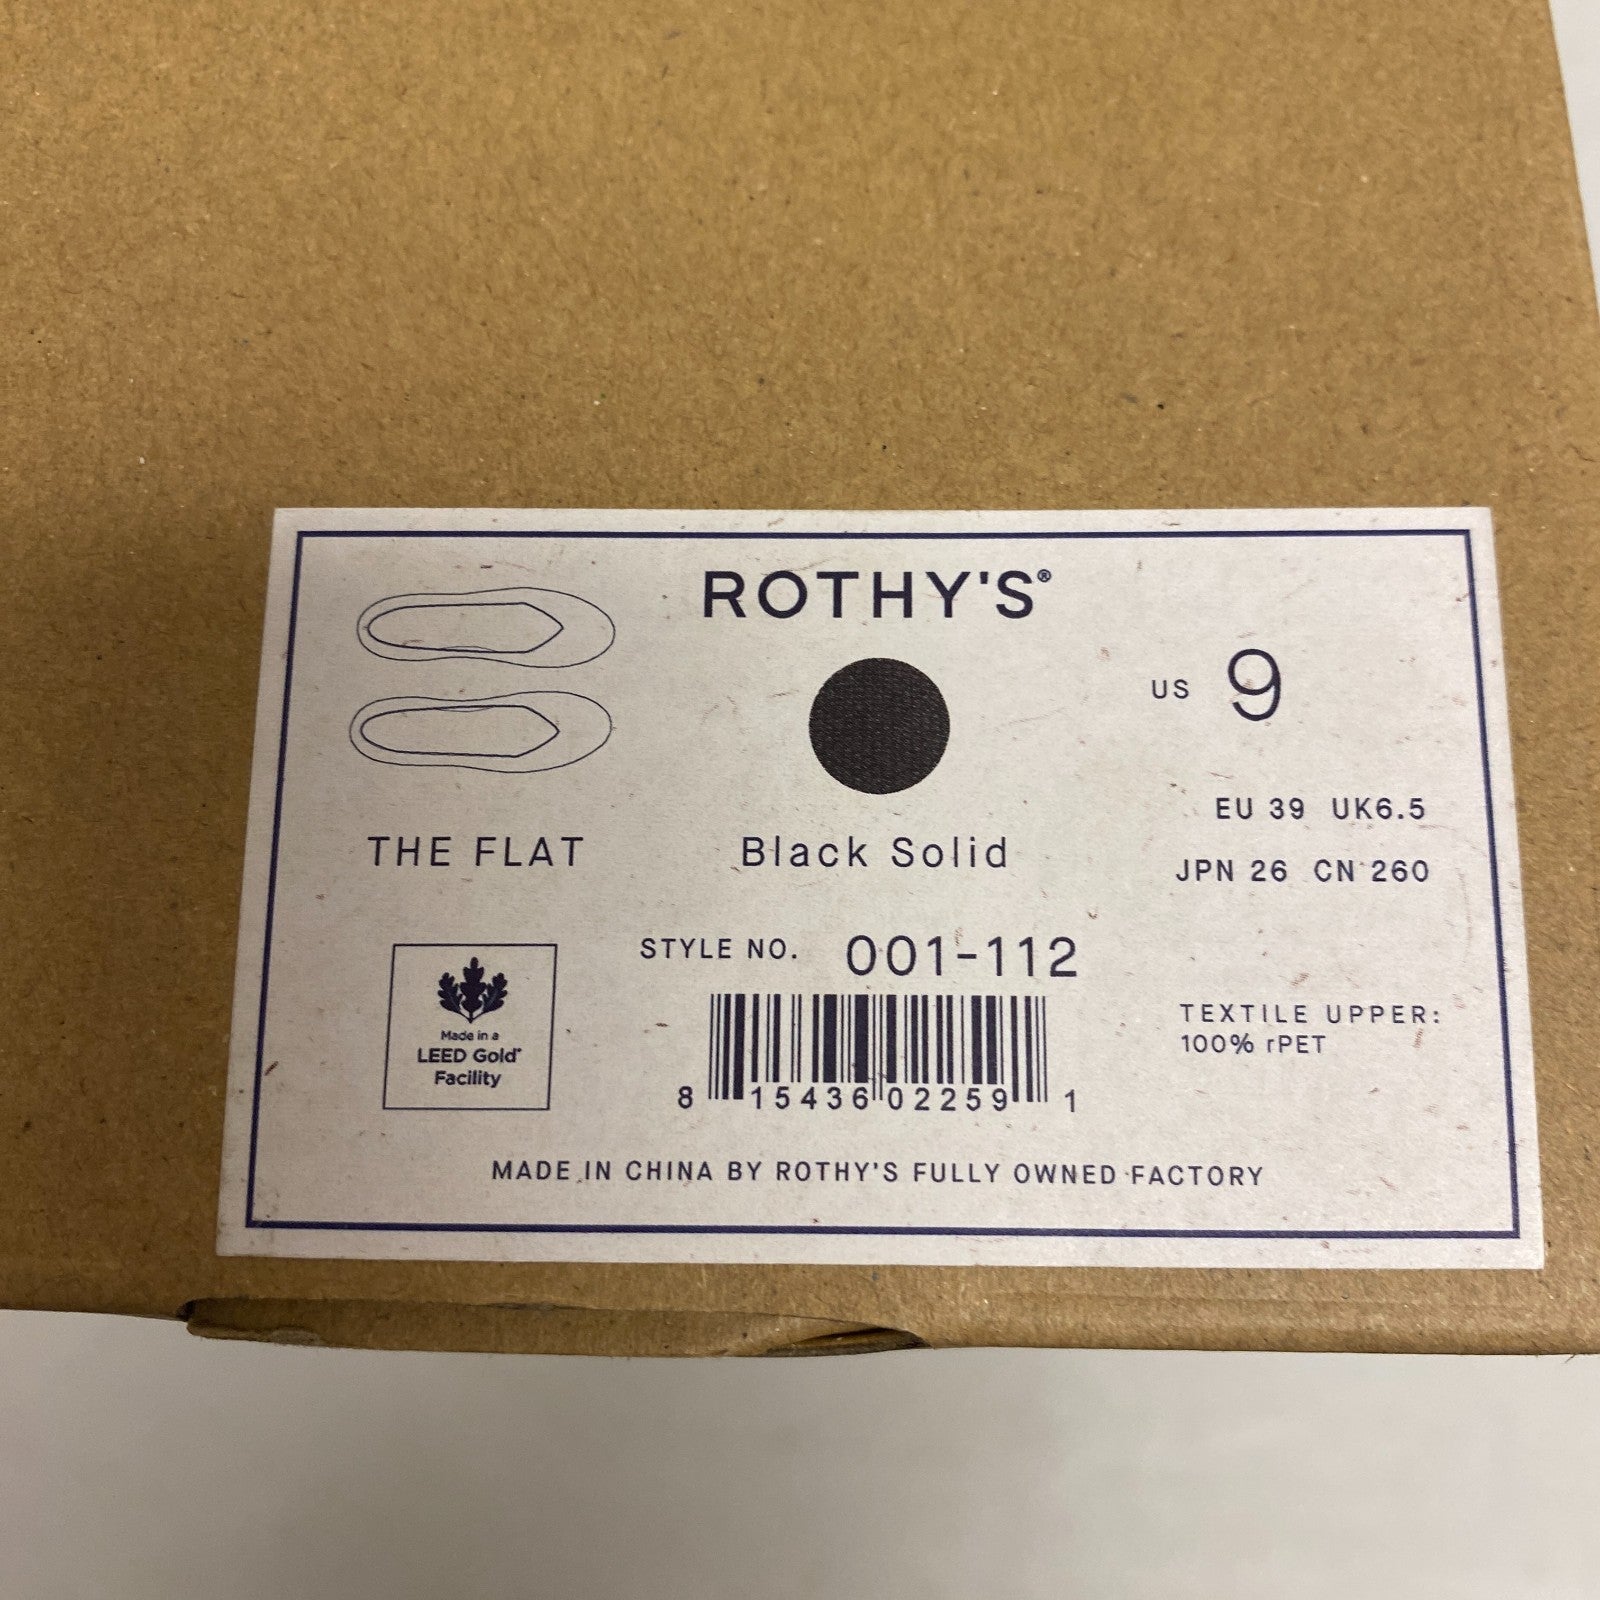 ROTHY'S®
US 9
EU 39 UK6.5
JPN 26 CN 260
THE FLAT
Black Solid
STYLE NO. 001-112
Made in a
LEED Gold®
Facility
8 15436 02259 1
TEXTILE UPPER:
100% rPET
MADE IN CHINA BY ROTHY'S FULLY OWNED FACTORY